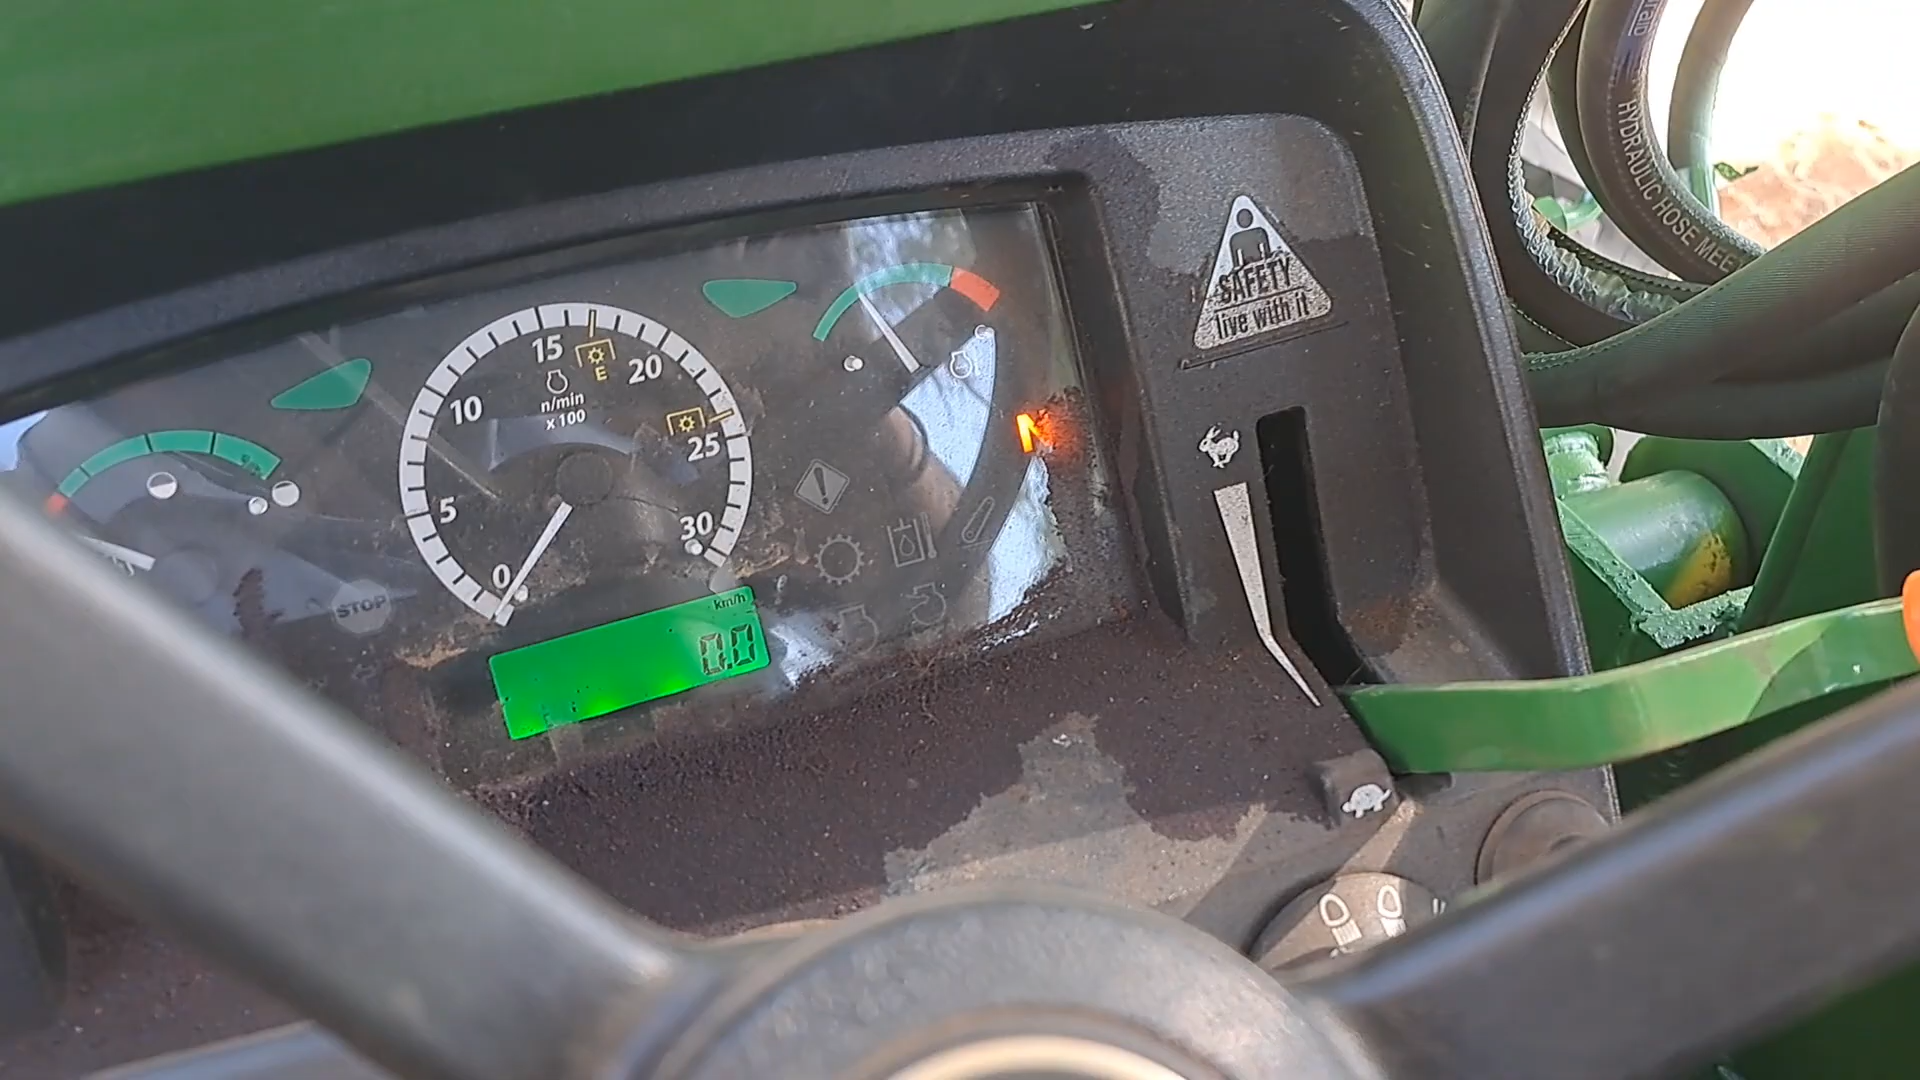 SAFETY
live with it
HYDRAULIC HOSE MEE
15
20
E
10
n/min
x100
25
5
30
0
STOP
km/h
0.0
N